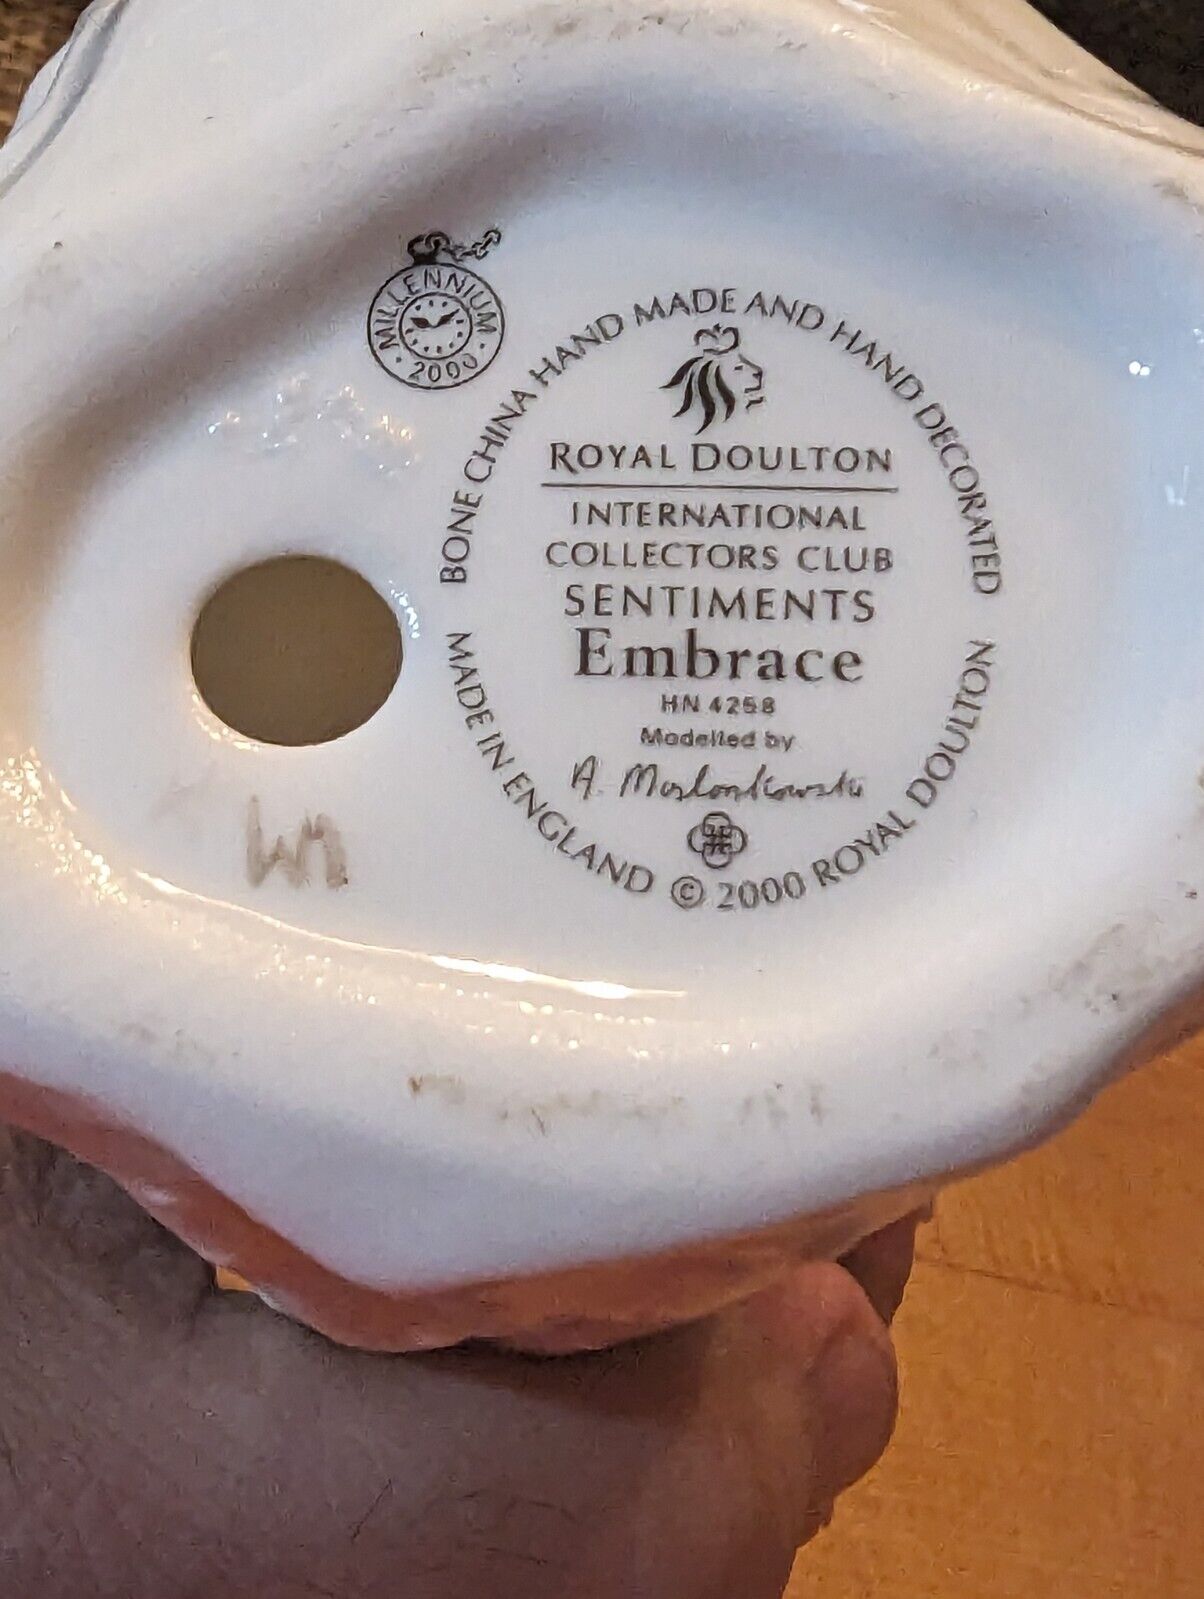 MILLENNIUM
2000
BONE CHINA HAND MADE AND HAND DECORATED
ROYAL DOULTON
INTERNATIONAL
COLLECTORS CLUB
SENTIMENTS
Embrace
HN 4258
Modelled by
A. Maslankowski
MADE IN ENGLAND © 2000 ROYAL DOULTON